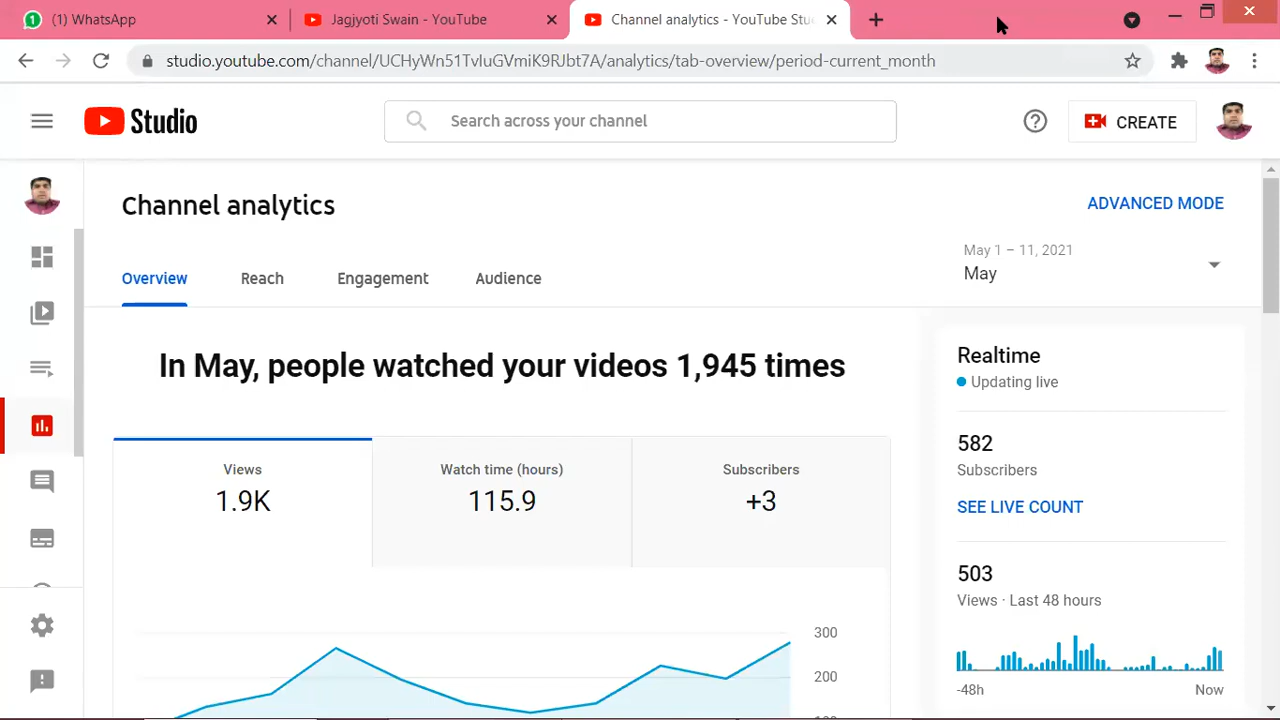 (1) WhatsApp
Jagjyoti Swain - YouTube
Channel analytics - YouTube Stu
studio.youtube.com/channel/UCHyWn51TvIuGVmiK9RJbt7A/analytics/tab-overview/period-current_month
Studio
Search across your channel
CREATE
Channel analytics
ADVANCED MODE
Overview
Reach
Engagement
Audience
May 1 – 11, 2021
May
In May, people watched your videos 1,945 times
Views
1.9K
Watch time (hours)
115.9
Subscribers
+3
300
200
Realtime
Updating live
582
Subscribers
SEE LIVE COUNT
503
Views · Last 48 hours
-48h
Now